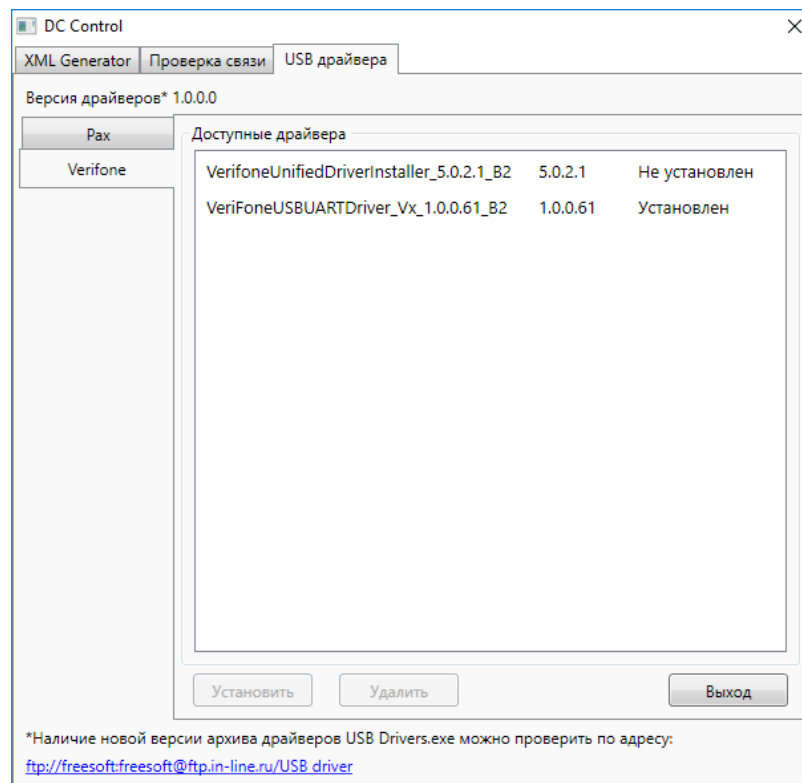 DC Control
XML Generator Проверка связи USB драйвера
Версия драйверов* 1.0.0.0
Pax
Verifone
Доступные драйвера
VerifoneUnifiedDriverInstaller_5.0.2.1_B2 5.0.2.1 Не установлен
VeriFoneUSBUARTDriver_Vx_1.0.0.61_B2 1.0.0.61 Установлен
Установить Удалить Выход
*Наличие новой версии архива драйверов USB Drivers.exe можно проверить по адресу:
ftp://freesoft:freesoft@ftp.in-line.ru/USB driver